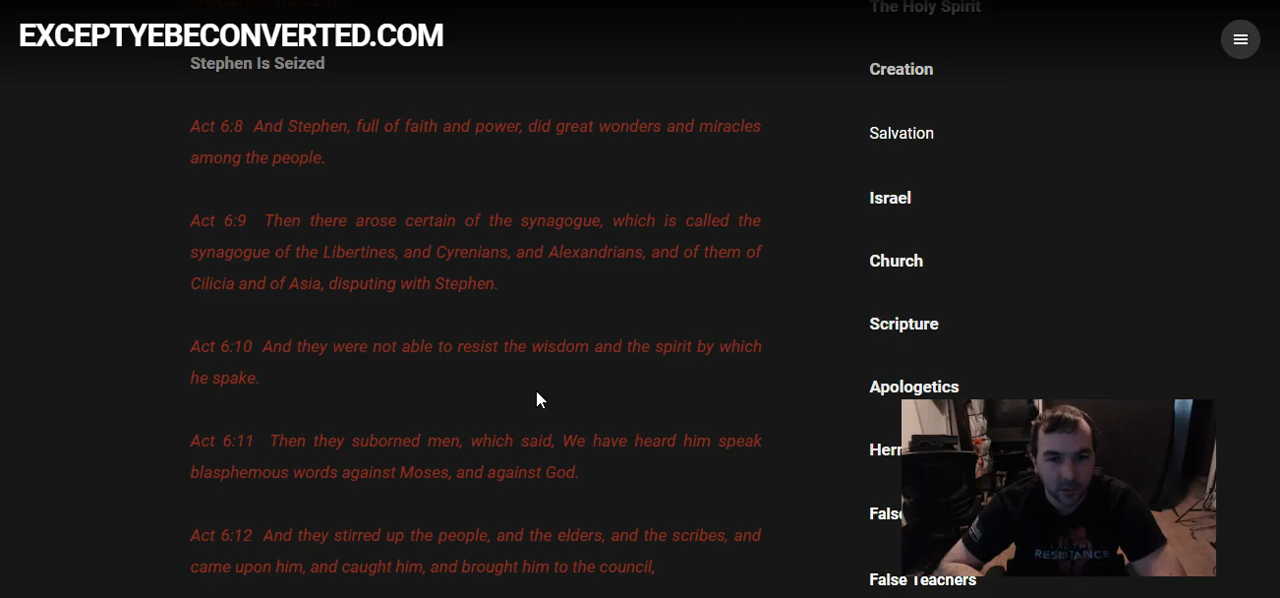 The Holy Spirit
EXCEPTYEBECONVERTED.COM
Stephen Is Seized
Creation
Act 6:8 And Stephen, full of faith and power, did great wonders and miracles
among the people.
Salvation
Israel
Act 6:9 Then there arose certain of the synagogue, which is called the
synagogue of the Libertines, and Cyrenians, and Alexandrians, and of them of
Cilicia and of Asia, disputing with Stephen.
Church
Scripture
Act 6:10 And they were not able to resist the wisdom and the spirit by which
he spake.
Apologetics
Act 6:11 Then they suborned men, which said, We have heard him speak
blasphemous words against Moses, and against God.
Herr
False
Act 6:12 And they stirred up the people, and the elders, and the scribes, and
came upon him, and caught him, and brought him to the council,
RESISTANCE
False Teachers